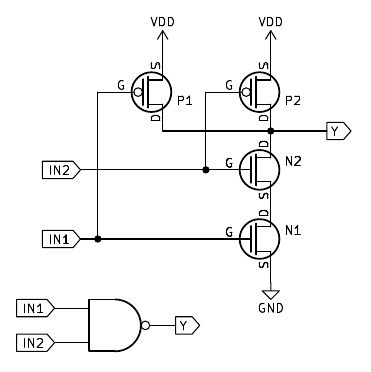 VDD VDD
S S
G P1 G P2
D D
Y
D
IN2 G N2
S
D
IN1 G N1
S
GND
IN1
Y
IN2